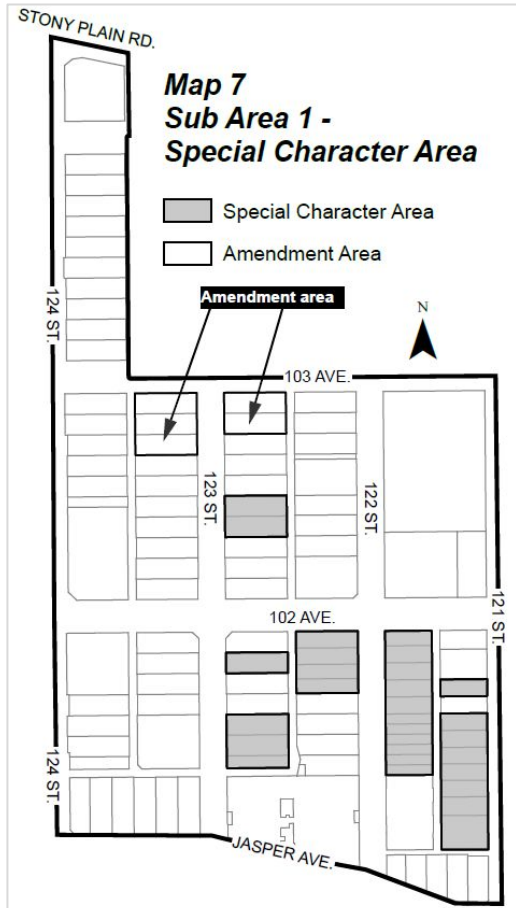 STONY PLAIN RD.
Map 7
Sub Area 1 -
Special Character Area
Special Character Area
Amendment Area
Amendment area
124 ST.
N
103 AVE.
123 ST.
122 ST.
121 ST.
102 AVE.
124 ST.
JASPER AVE.